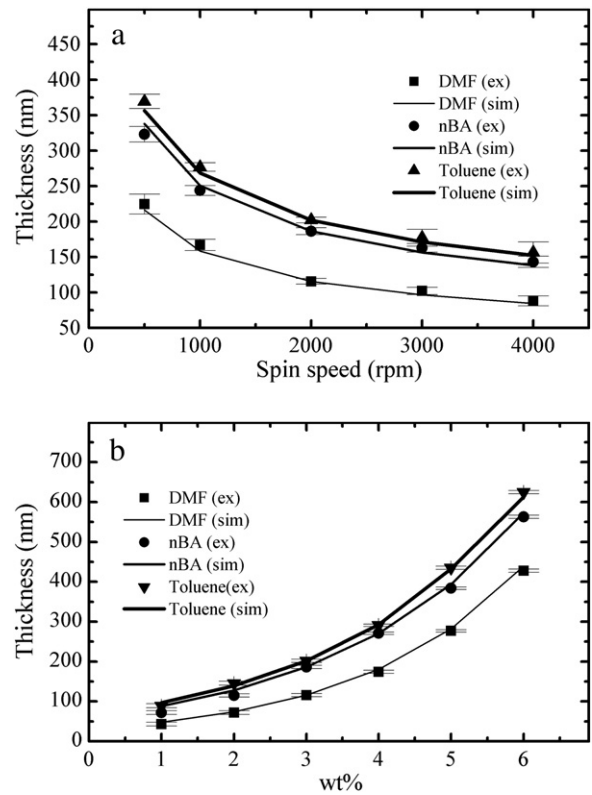 a
400
350
300
250
200
150
100
50
Thickness (nm)
DMF (ex)
DMF (sim)
nBA (ex)
nBA (sim)
Toluene (ex)
Toluene (sim)
0 1000 2000 3000 4000
Spin speed (rpm)
b
700
600
500
400
300
200
100
0
Thickness (nm)
DMF (ex)
DMF (sim)
nBA (ex)
nBA (sim)
Toluene(ex)
Toluene (sim)
0 1 2 3 4 5 6
wt%